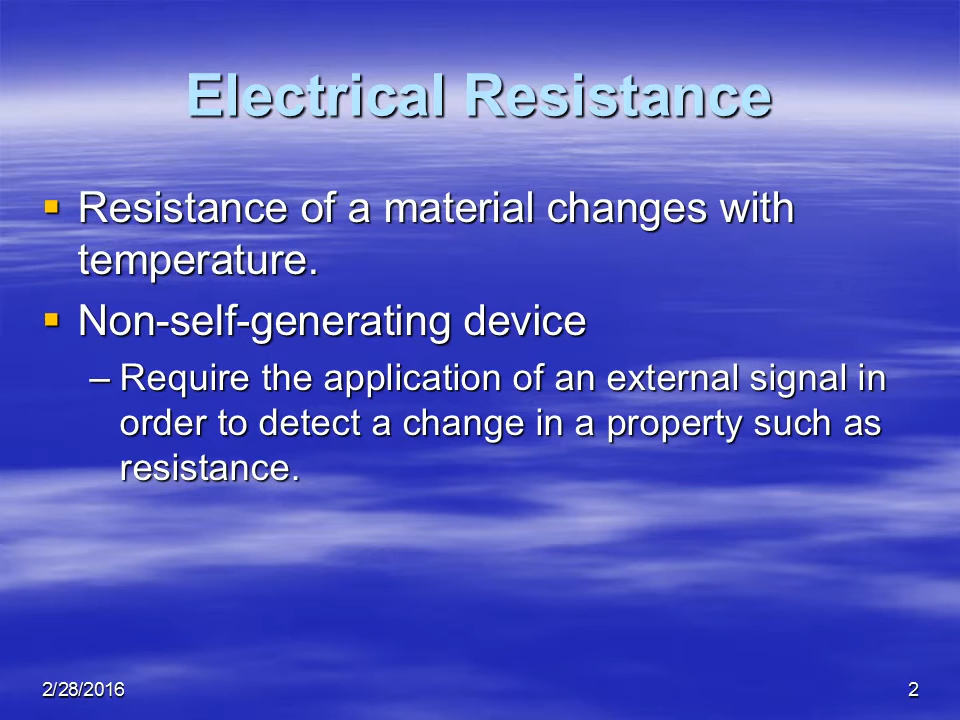 Electrical Resistance
▪ Resistance of a material changes with
temperature.
▪ Non-self-generating device
– Require the application of an external signal in
order to detect a change in a property such as
resistance.
2/28/2016 2